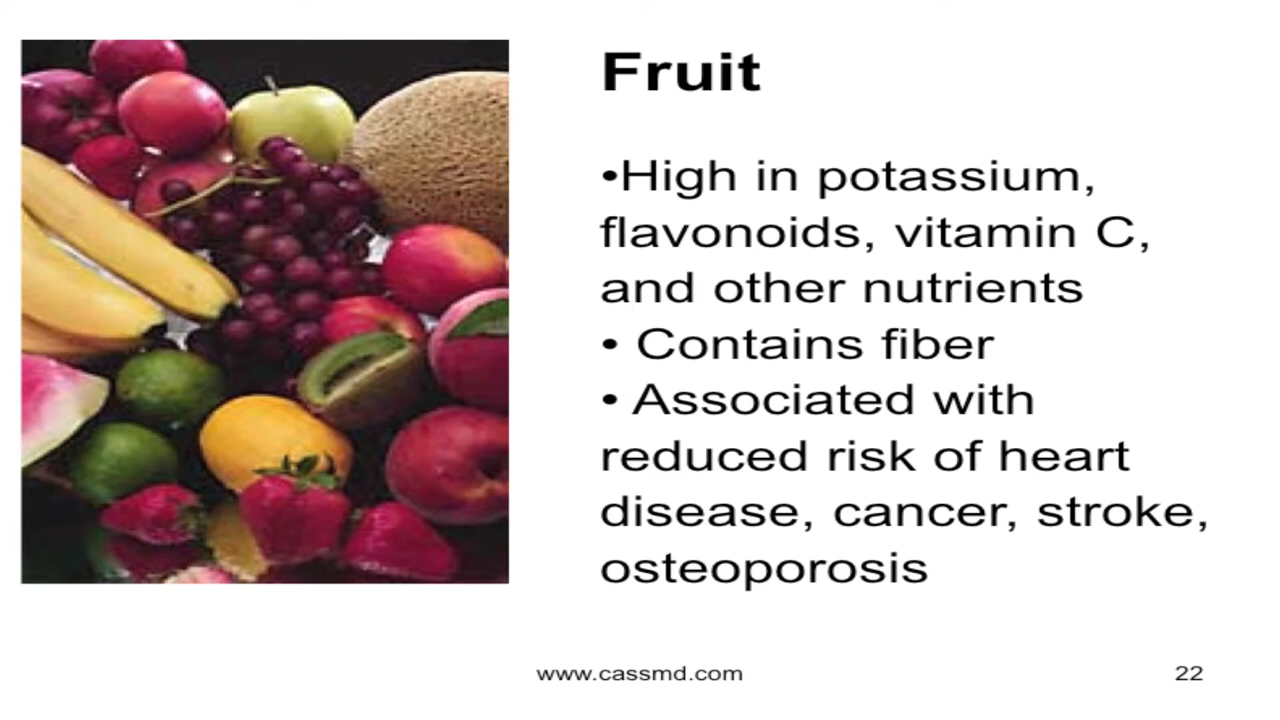 Fruit
•High in potassium,
flavonoids, vitamin C,
and other nutrients
• Contains fiber
• Associated with
reduced risk of heart
disease, cancer, stroke,
osteoporosis
www.cassmd.com
22